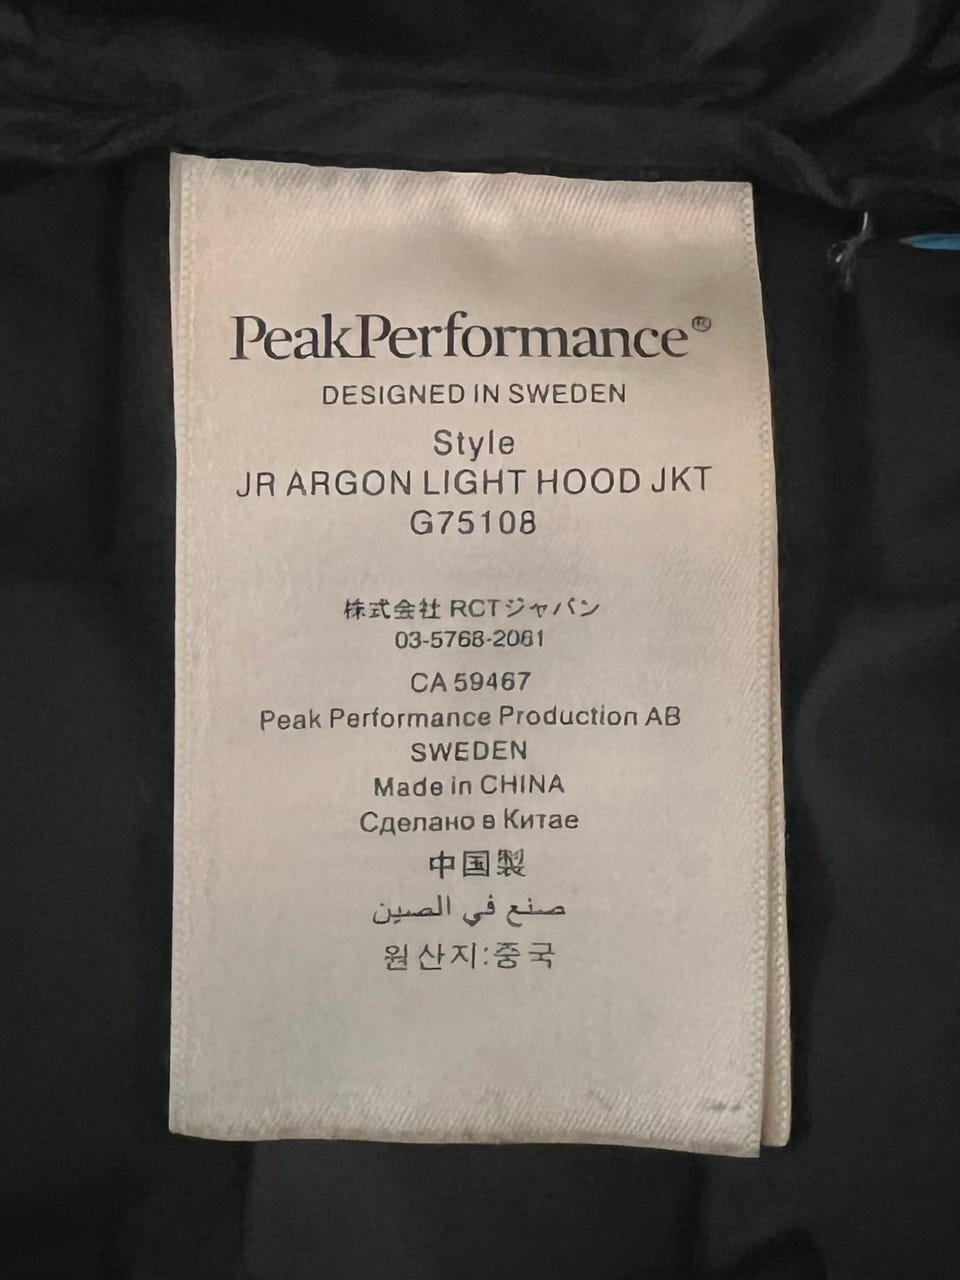 PeakPerformance®
DESIGNED IN SWEDEN
Style
JR ARGON LIGHT HOOD JKT
G75108
株式会社 RCTジャパン
03-5768-2061
CA 59467
Peak Performance Production AB
SWEDEN
Made in CHINA
Сделано в Китае
中国製
صنع في الصين
원산지:중국